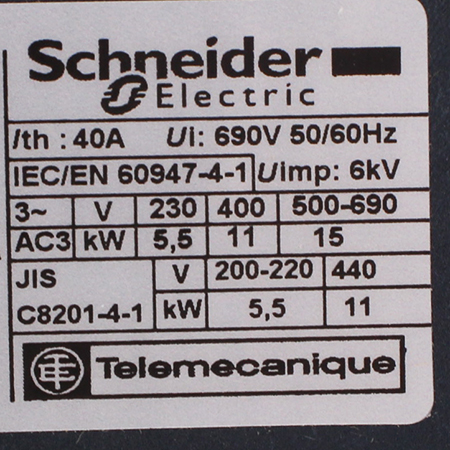 Schneider
Electric
Ith : 40A Ui: 690V 50/60Hz
IEC/EN 60947-4-1 Uimp: 6kV
3~ V 230 400 500-690
AC3 kW 5,5 11 15
JIS V 200-220 440
C8201-4-1 kW 5,5 11
Telemecanique